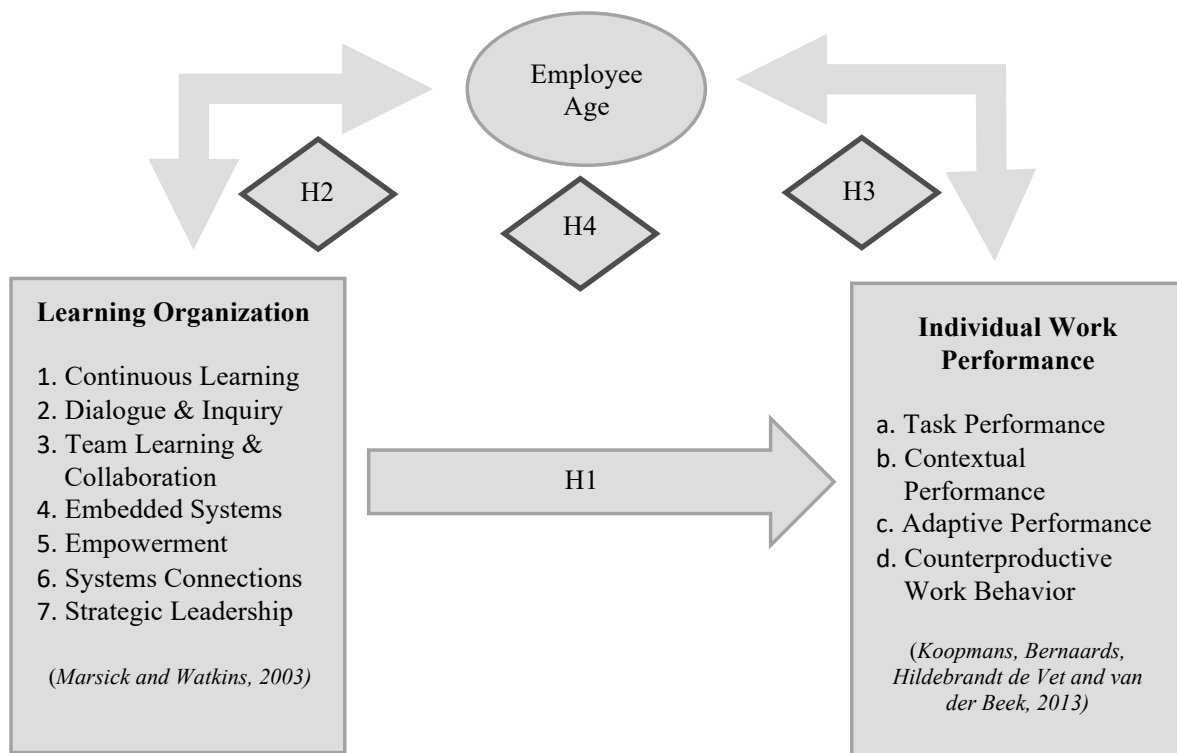 Employee
Age
H2
H3
H4
Learning Organization
1. Continuous Learning
2. Dialogue & Inquiry
3. Team Learning &
Collaboration
4. Embedded Systems
5. Empowerment
6. Systems Connections
7. Strategic Leadership
(Marsick and Watkins, 2003)
H1
Individual Work
Performance
a. Task Performance
b. Contextual
Performance
c. Adaptive Performance
d. Counterproductive
Work Behavior
(Koopmans, Bernaards,
Hildebrandt de Vet and van
der Beek, 2013)